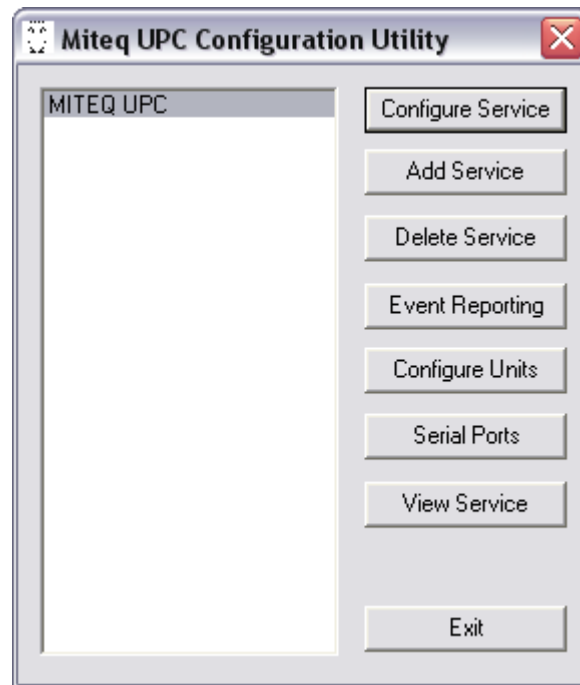 Miteq UPC Configuration Utility
MITEQ UPC
Configure Service
Add Service
Delete Service
Event Reporting
Configure Units
Serial Ports
View Service
Exit